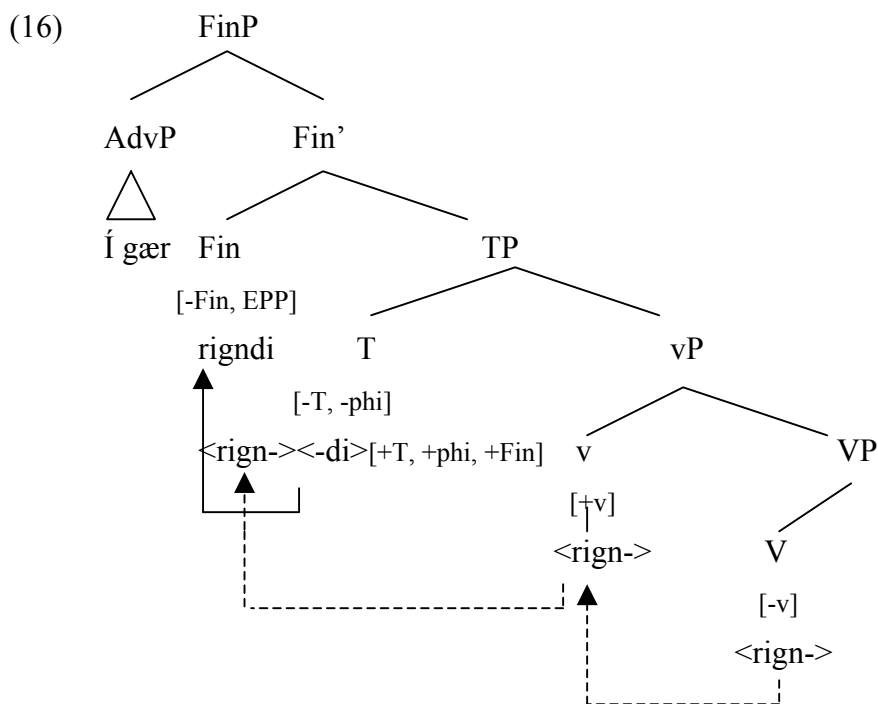 (16) FinP
AdvP Fin’
Í gær Fin TP
[-Fin, EPP]
rigndi T vP
[-T, -phi]
<rign-><-di>[+T, +phi, +Fin] v VP
[+v]
<rign-> V
[-v]
<rign->